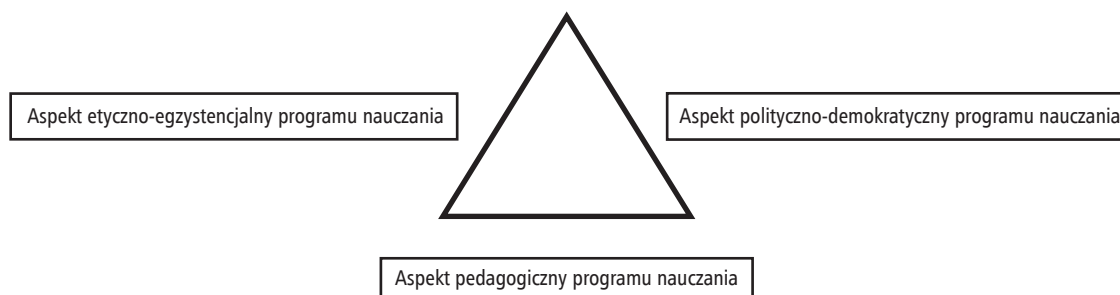 Aspekt etyczno-egzystencjalny programu nauczania
Aspekt polityczno-demokratyczny programu nauczania
Aspekt pedagogiczny programu nauczania